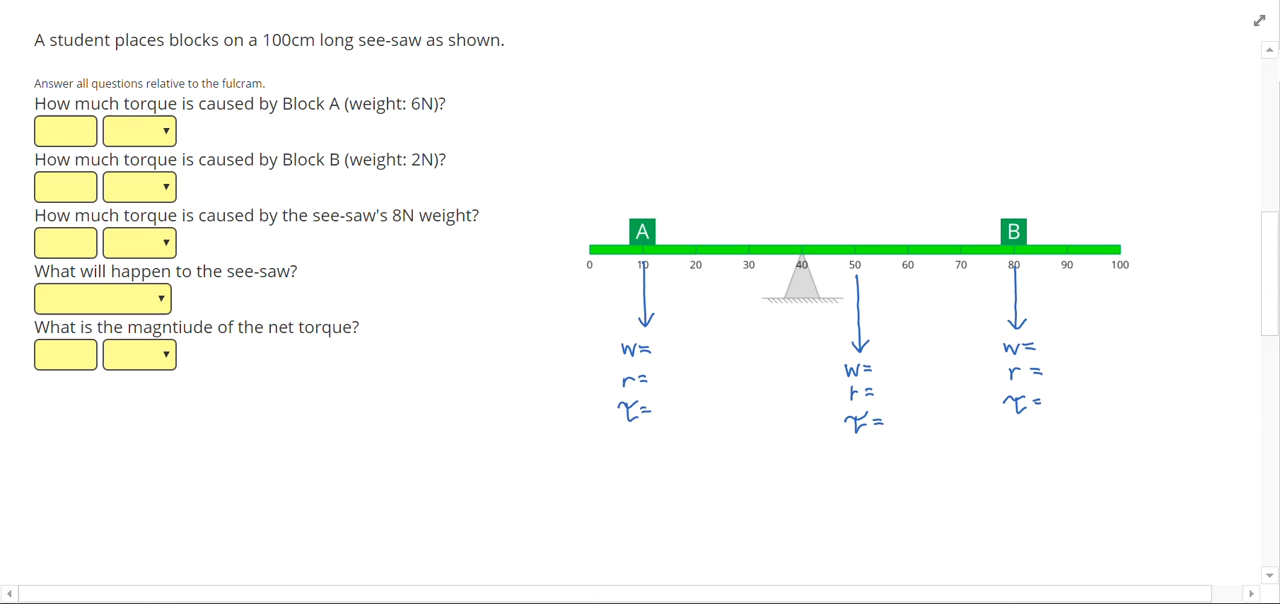 A student places blocks on a 100cm long see-saw as shown.
Answer all questions relative to the fulcram.
How much torque is caused by Block A (weight: 6N)?
How much torque is caused by Block B (weight: 2N)?
How much torque is caused by the see-saw's 8N weight?
What will happen to the see-saw?
What is the magntiude of the net torque?
A B
0 10 20 30 40 50 60 70 80 90 100
w=
r=
τ=
w=
r=
τ=
w=
r=
τ=